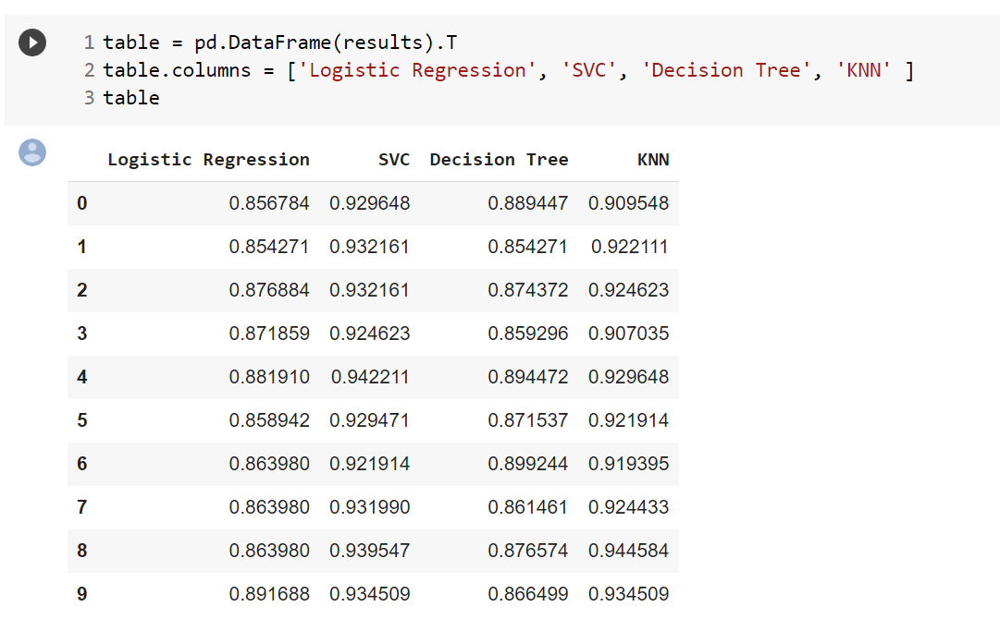 1 table = pd.DataFrame(results).T
2 table.columns = ['Logistic Regression', 'SVC', 'Decision Tree', 'KNN' ]
3 table
Logistic Regression SVC Decision Tree KNN
0 0.856784 0.929648 0.889447 0.909548
1 0.854271 0.932161 0.854271 0.922111
2 0.876884 0.932161 0.874372 0.924623
3 0.871859 0.924623 0.859296 0.907035
4 0.881910 0.942211 0.894472 0.929648
5 0.858942 0.929471 0.871537 0.921914
6 0.863980 0.921914 0.899244 0.919395
7 0.863980 0.931990 0.861461 0.924433
8 0.863980 0.939547 0.876574 0.944584
9 0.891688 0.934509 0.866499 0.934509